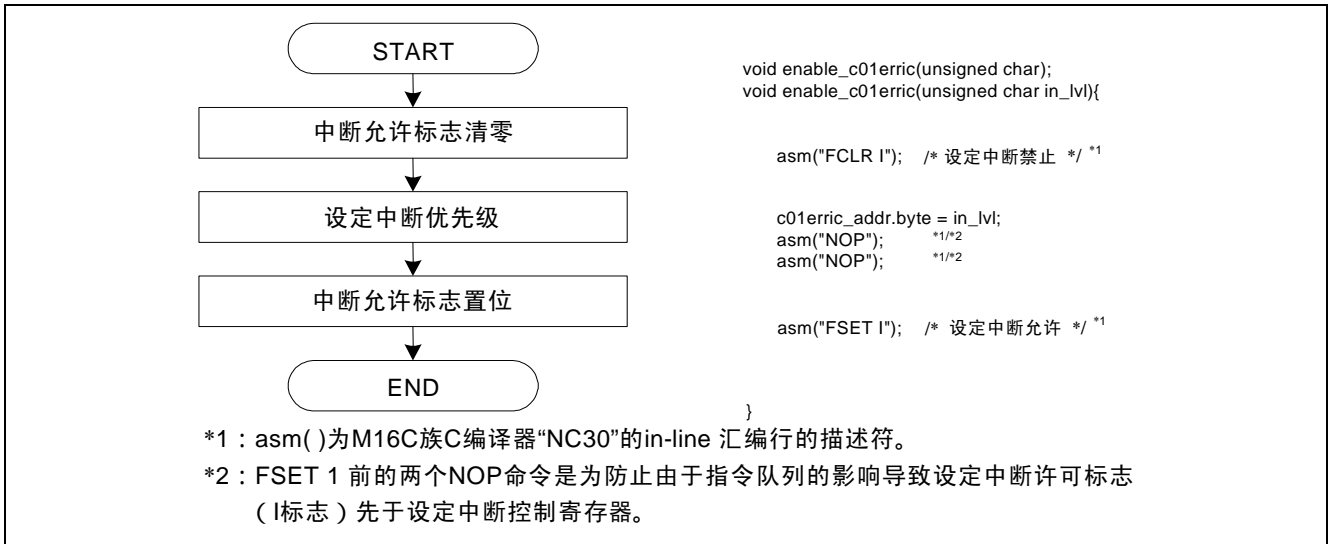 START
中断允许标志清零
设定中断优先级
中断允许标志置位
END
void enable_c01erric(unsigned char);
void enable_c01erric(unsigned char in_lvl){
asm("FCLR I"); /* 设定中断禁止 */ *1
c01erric_addr.byte = in_lvl;
asm("NOP"); *1/*2
asm("NOP"); *1/*2
asm("FSET I"); /* 设定中断允许 */ *1
}
*1：asm( )为M16C族C编译器“NC30”的in-line 汇编行的描述符。
*2：FSET 1 前的两个NOP命令是为防止由于指令队列的影响导致设定中断许可标志
（I标志）先于设定中断控制寄存器。